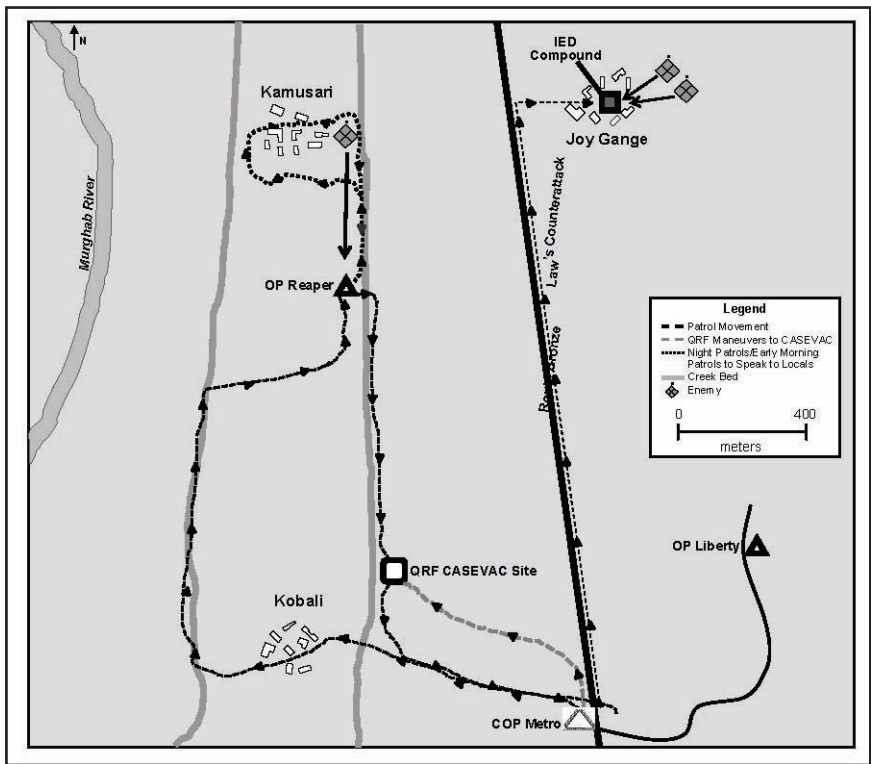 N
IED
Compound
Kamusari
Joy Gange
Murghab River
Law's Counterattack
OP Reaper
Route Bronze
Legend
Patrol Movement
QRF Maneuvers to CASEVAC
Night Patrols/Early Morning
Patrols to Speak to Locals
Creek Bed
Enemy
0 400
meters
OP Liberty
QRF CASEVAC Site
Kobali
COP Metro